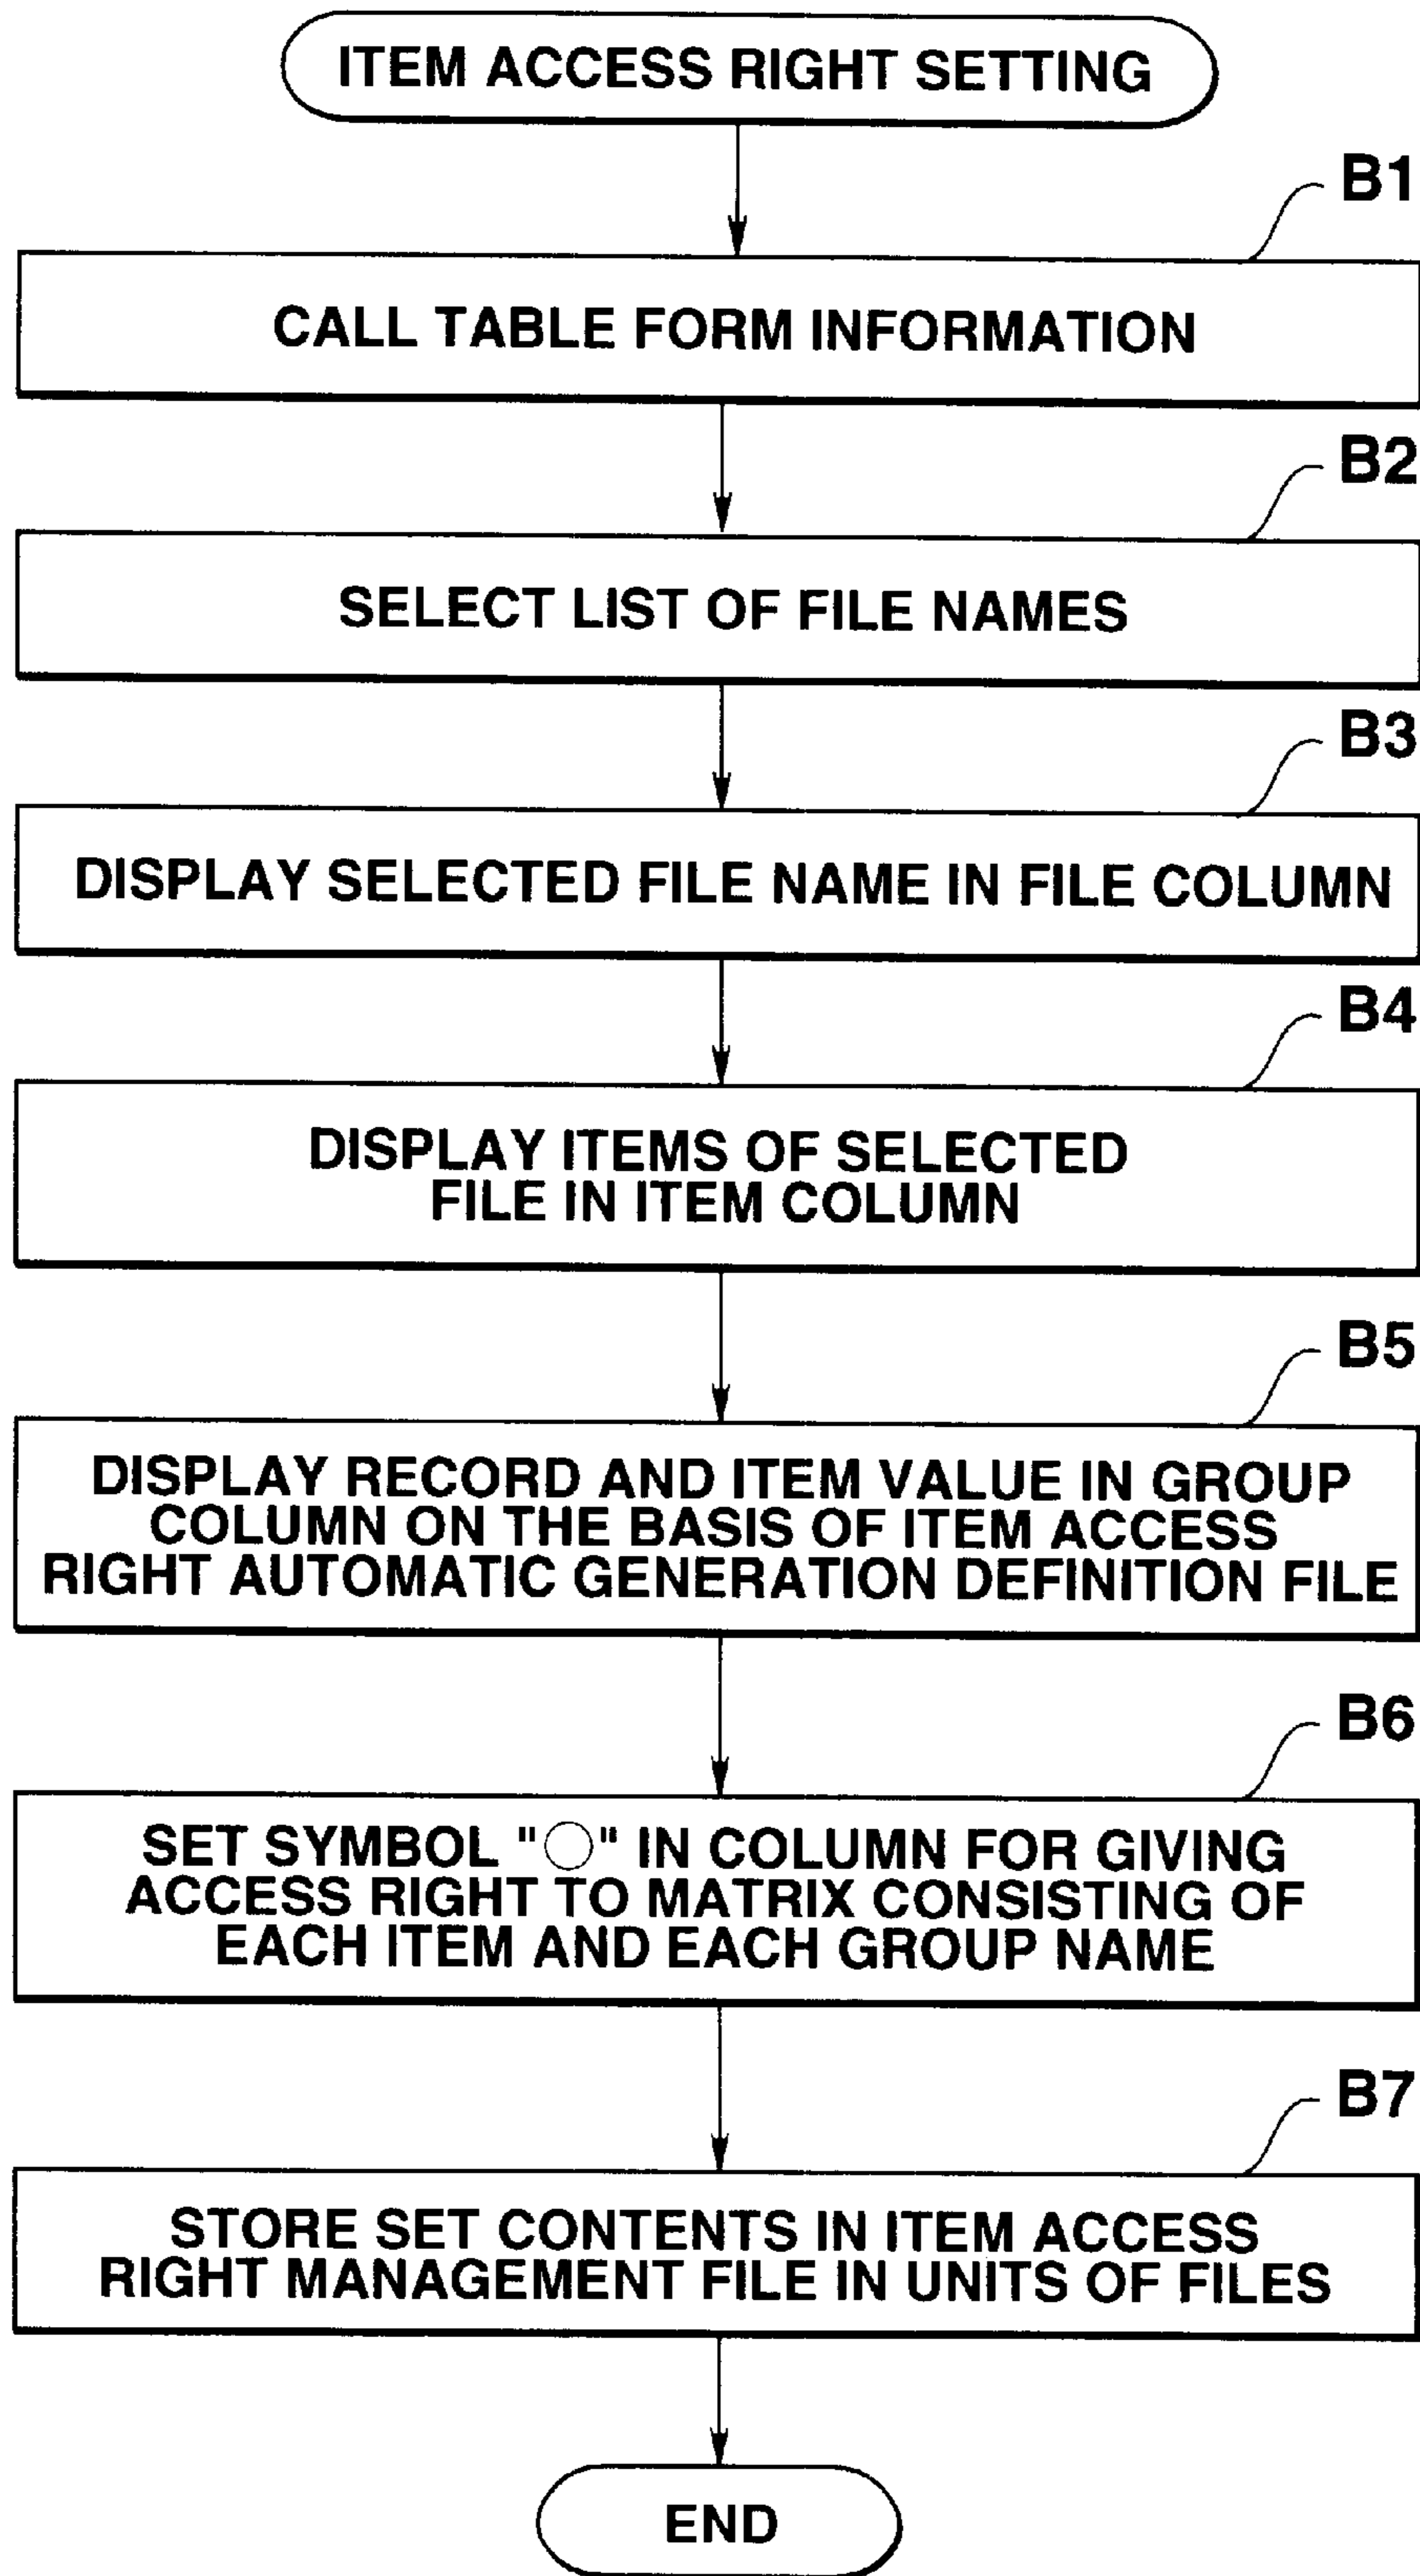 ITEM ACCESS RIGHT SETTING
B1
CALL TABLE FORM INFORMATION
B2
SELECT LIST OF FILE NAMES
B3
DISPLAY SELECTED FILE NAME IN FILE COLUMN
B4
DISPLAY ITEMS OF SELECTED
FILE IN ITEM COLUMN
B5
DISPLAY RECORD AND ITEM VALUE IN GROUP
COLUMN ON THE BASIS OF ITEM ACCESS
RIGHT AUTOMATIC GENERATION DEFINITION FILE
B6
SET SYMBOL "○" IN COLUMN FOR GIVING
ACCESS RIGHT TO MATRIX CONSISTING OF
EACH ITEM AND EACH GROUP NAME
B7
STORE SET CONTENTS IN ITEM ACCESS
RIGHT MANAGEMENT FILE IN UNITS OF FILES
END